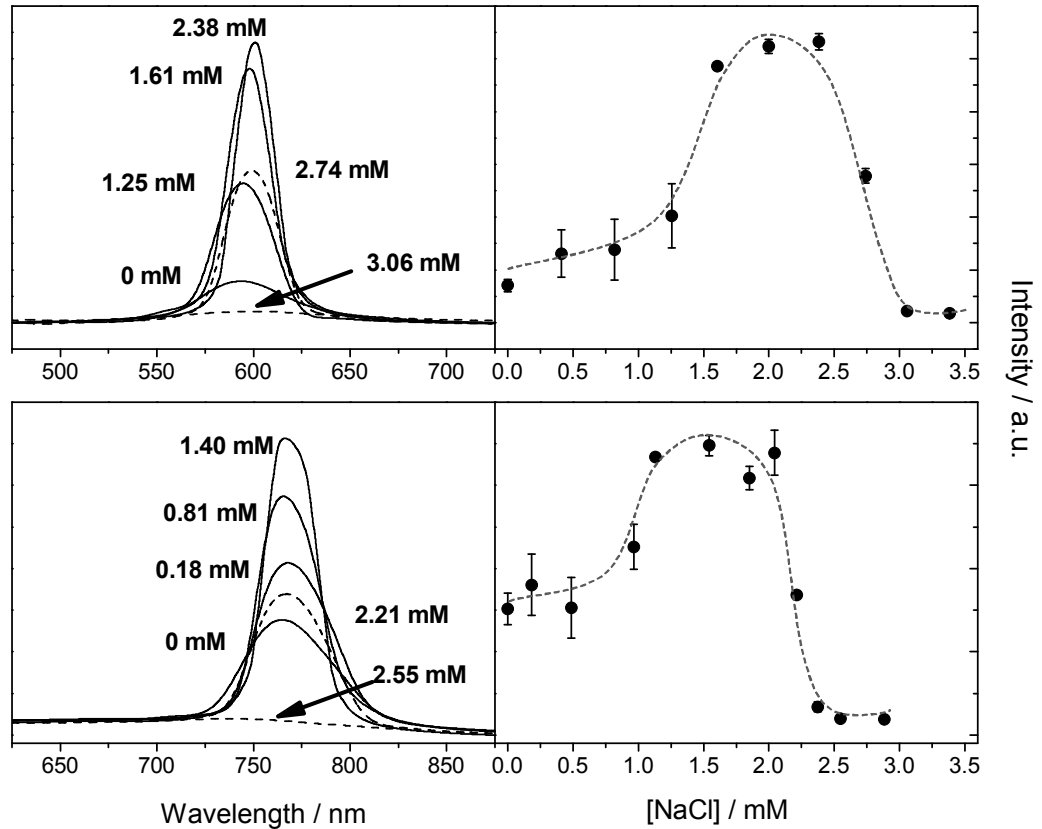 2.38 mM
1.61 mM
2.74 mM
1.25 mM
3.06 mM
0 mM
500 550 600 650 700
0.0 0.5 1.0 1.5 2.0 2.5 3.0 3.5
Intensity / a.u.
1.40 mM
0.81 mM
0.18 mM
2.21 mM
0 mM
2.55 mM
650 700 750 800 850
0.0 0.5 1.0 1.5 2.0 2.5 3.0 3.5
Wavelength / nm
[NaCl] / mM